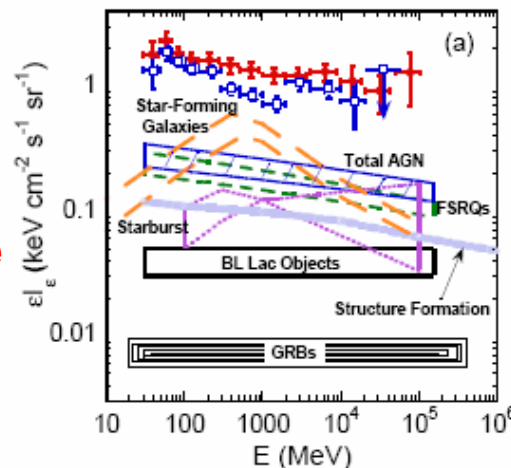 (a)
1
Star-Forming
Galaxies
Total AGN
FSRQs
0.1
Starburst
BL Lac Objects
Structure Formation
0.01
GRBs
10 100 1000 10⁴ 10⁵ 10⁶
E (MeV)
εI_ε (keV cm⁻² s⁻¹ sr⁻¹)
e